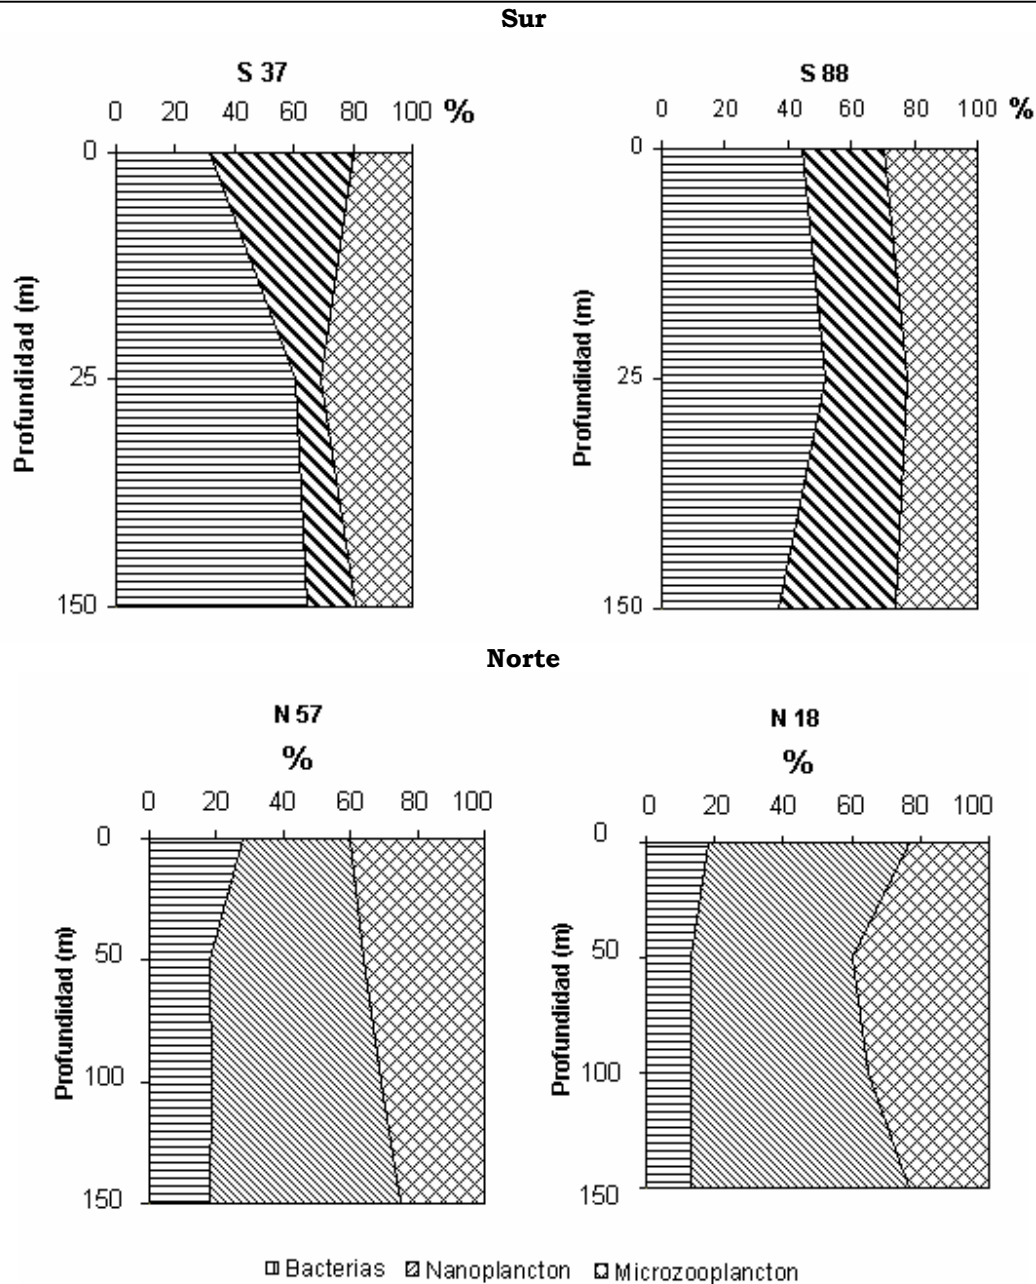 Sur
S 37
0 20 40 60 80 100 %
0
25
150
Profundidad (m)
S 88
0 20 40 60 80 100 %
0
25
150
Profundidad (m)
Norte
N 57
%
0 20 40 60 80 100
0
50
100
150
Profundidad (m)
N 18
%
0 20 40 60 80 100
0
50
100
150
Profundidad (m)
Bacterias Nanoplancton Microzooplancton